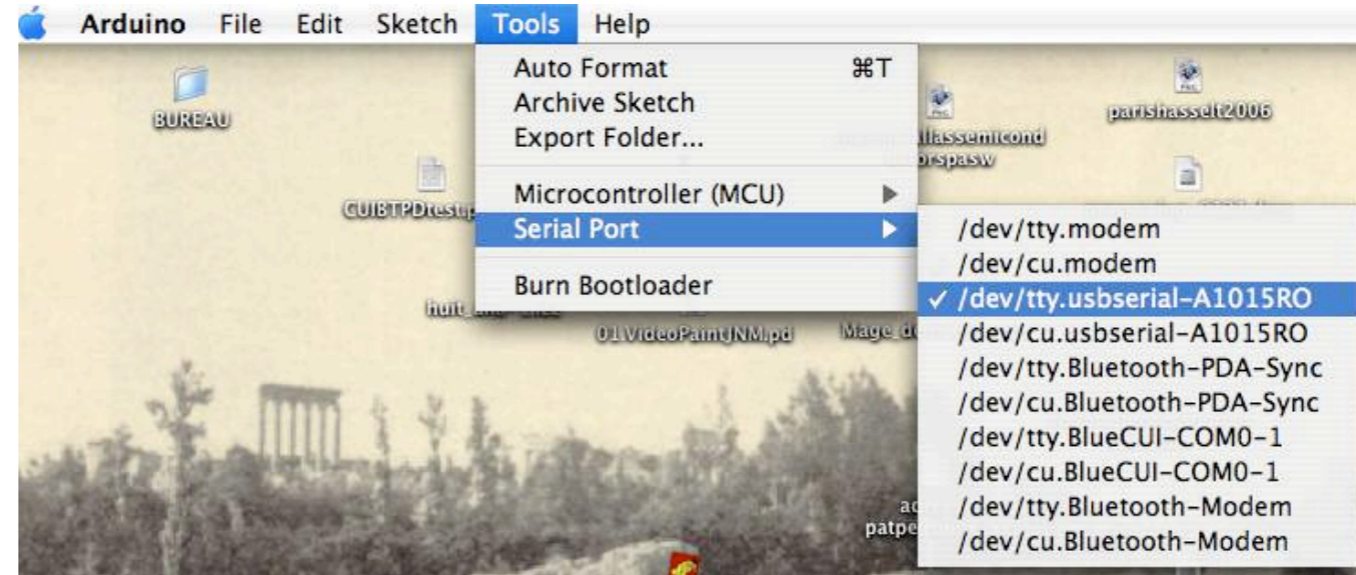 Arduino File Edit Sketch Tools Help
Auto Format ⌘T
Archive Sketch
Export Folder...
Microcontroller (MCU)
Serial Port
Burn Bootloader
/dev/tty.modem
/dev/cu.modem
✓ /dev/tty.usbserial-A1015RO
/dev/cu.usbserial-A1015RO
/dev/tty.Bluetooth-PDA-Sync
/dev/cu.Bluetooth-PDA-Sync
/dev/tty.BlueCUI-COM0-1
/dev/cu.BlueCUI-COM0-1
/dev/tty.Bluetooth-Modem
/dev/cu.Bluetooth-Modem
BUREAU
parishasselt2006
CUIBTPDtest.p
01.VideoPaintJNM.pd